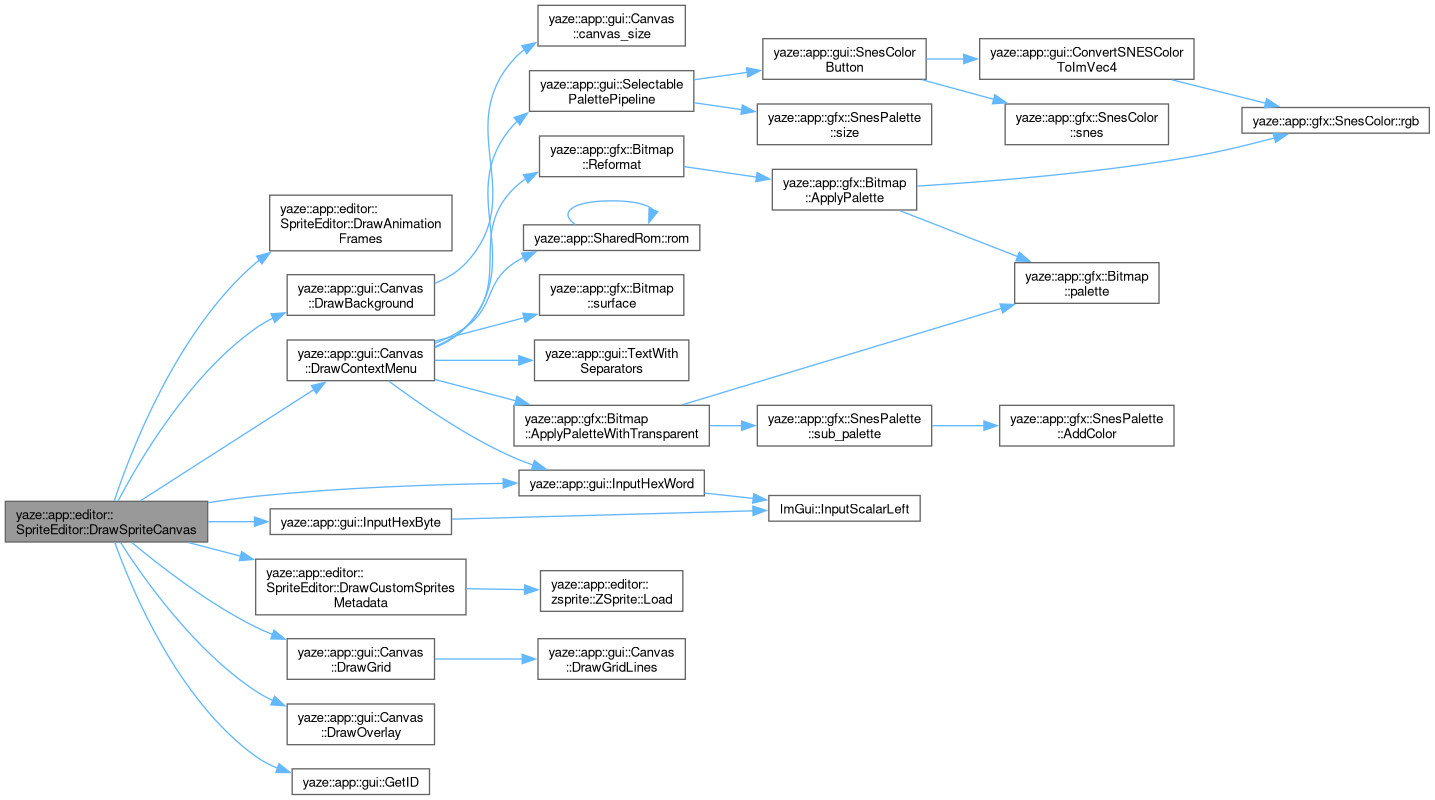 yaze::app::editor::
SpriteEditor::DrawSpriteCanvas
yaze::app::editor::
SpriteEditor::DrawAnimation
Frames
yaze::app::gui::Canvas
::DrawBackground
yaze::app::gui::Canvas
::DrawContextMenu
yaze::app::gui::InputHexByte
yaze::app::editor::
SpriteEditor::DrawCustomSprites
Metadata
yaze::app::gui::Canvas
::DrawGrid
yaze::app::gui::Canvas
::DrawOverlay
yaze::app::gui::GetID
yaze::app::gui::Canvas
::canvas_size
yaze::app::gui::Selectable
PalettePipeline
yaze::app::gfx::Bitmap
::Reformat
yaze::app::SharedRom::rom
yaze::app::gfx::Bitmap
::surface
yaze::app::gui::TextWith
Separators
yaze::app::gfx::Bitmap
::ApplyPaletteWithTransparent
yaze::app::gui::InputHexWord
yaze::app::editor::
zsprite::ZSprite::Load
yaze::app::gui::Canvas
::DrawGridLines
yaze::app::gui::SnesColor
Button
yaze::app::gfx::SnesPalette
::size
yaze::app::gfx::Bitmap
::ApplyPalette
yaze::app::gfx::SnesPalette
::sub_palette
ImGui::InputScalarLeft
yaze::app::gui::ConvertSNESColor
ToImVec4
yaze::app::gfx::SnesColor
::snes
yaze::app::gfx::Bitmap
::palette
yaze::app::gfx::SnesPalette
::AddColor
yaze::app::gfx::SnesColor::rgb